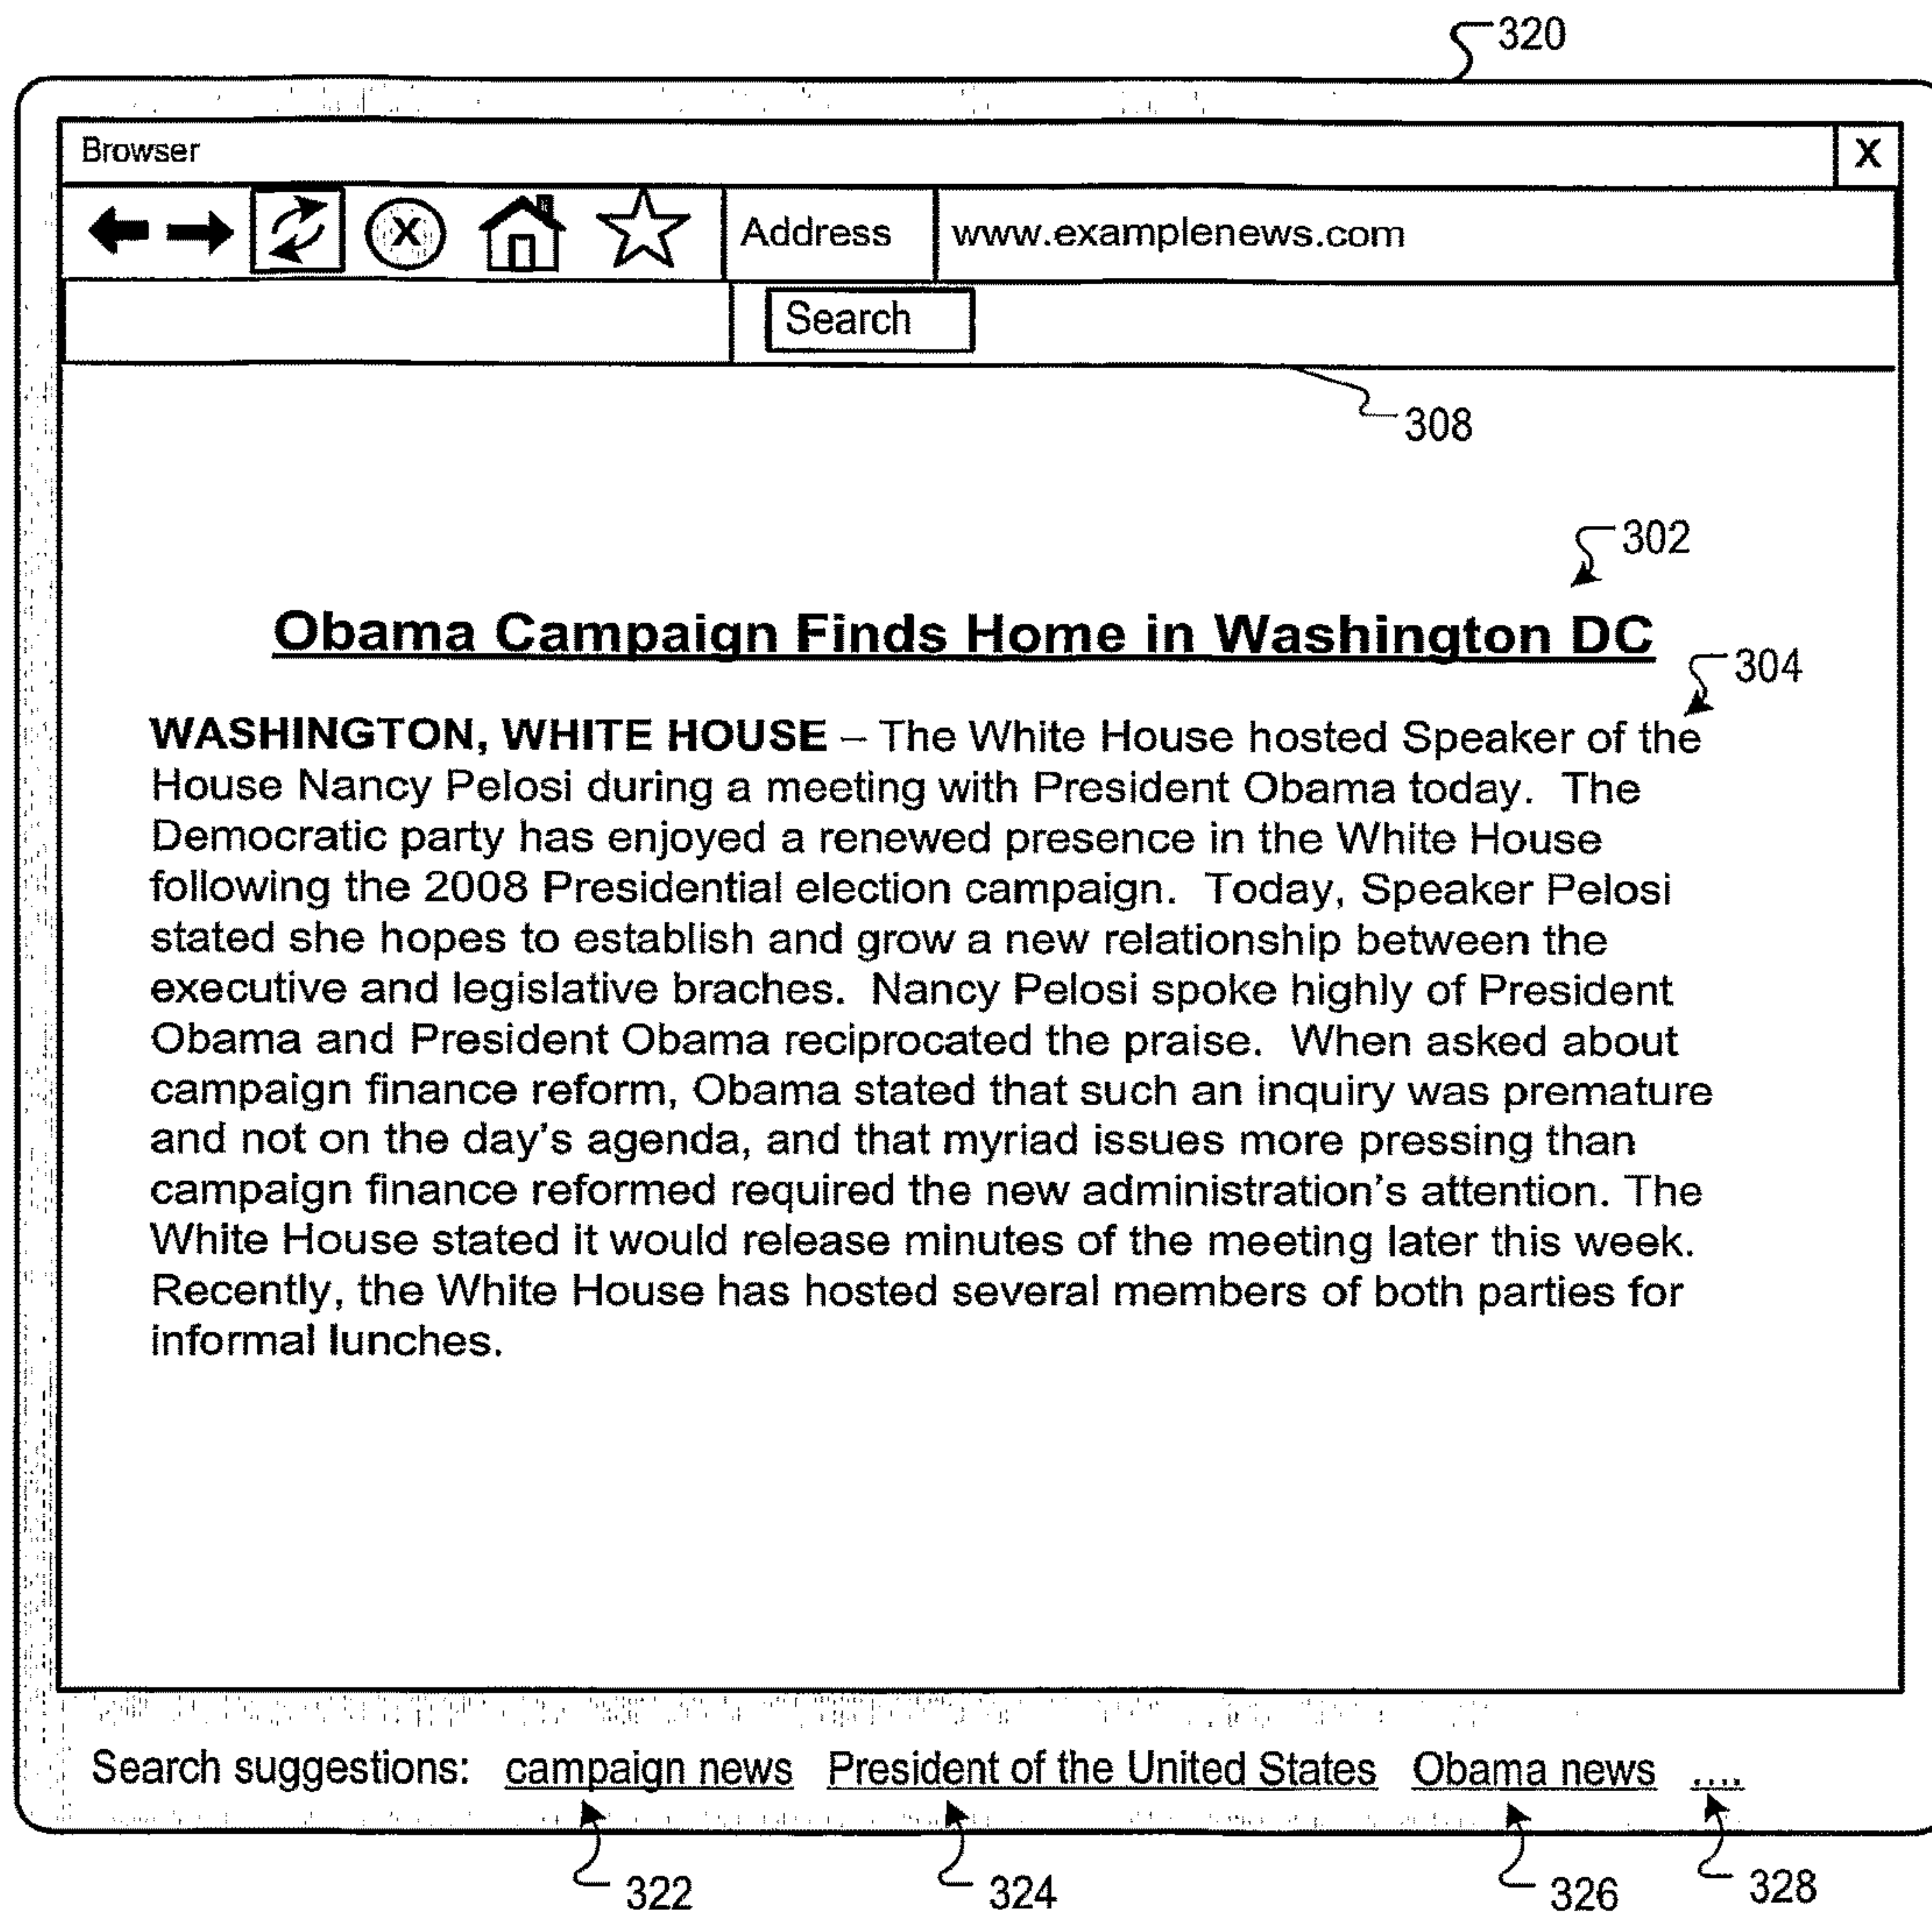 320
Browser X
X Address www.examplenews.com
Search
308
302
Obama Campaign Finds Home in Washington DC
304
WASHINGTON, WHITE HOUSE – The White House hosted Speaker of the
House Nancy Pelosi during a meeting with President Obama today. The
Democratic party has enjoyed a renewed presence in the White House
following the 2008 Presidential election campaign. Today, Speaker Pelosi
stated she hopes to establish and grow a new relationship between the
executive and legislative braches. Nancy Pelosi spoke highly of President
Obama and President Obama reciprocated the praise. When asked about
campaign finance reform, Obama stated that such an inquiry was premature
and not on the day's agenda, and that myriad issues more pressing than
campaign finance reformed required the new administration's attention. The
White House stated it would release minutes of the meeting later this week.
Recently, the White House has hosted several members of both parties for
informal lunches.
Search suggestions: campaign news President of the United States Obama news ....
322 324 326 328